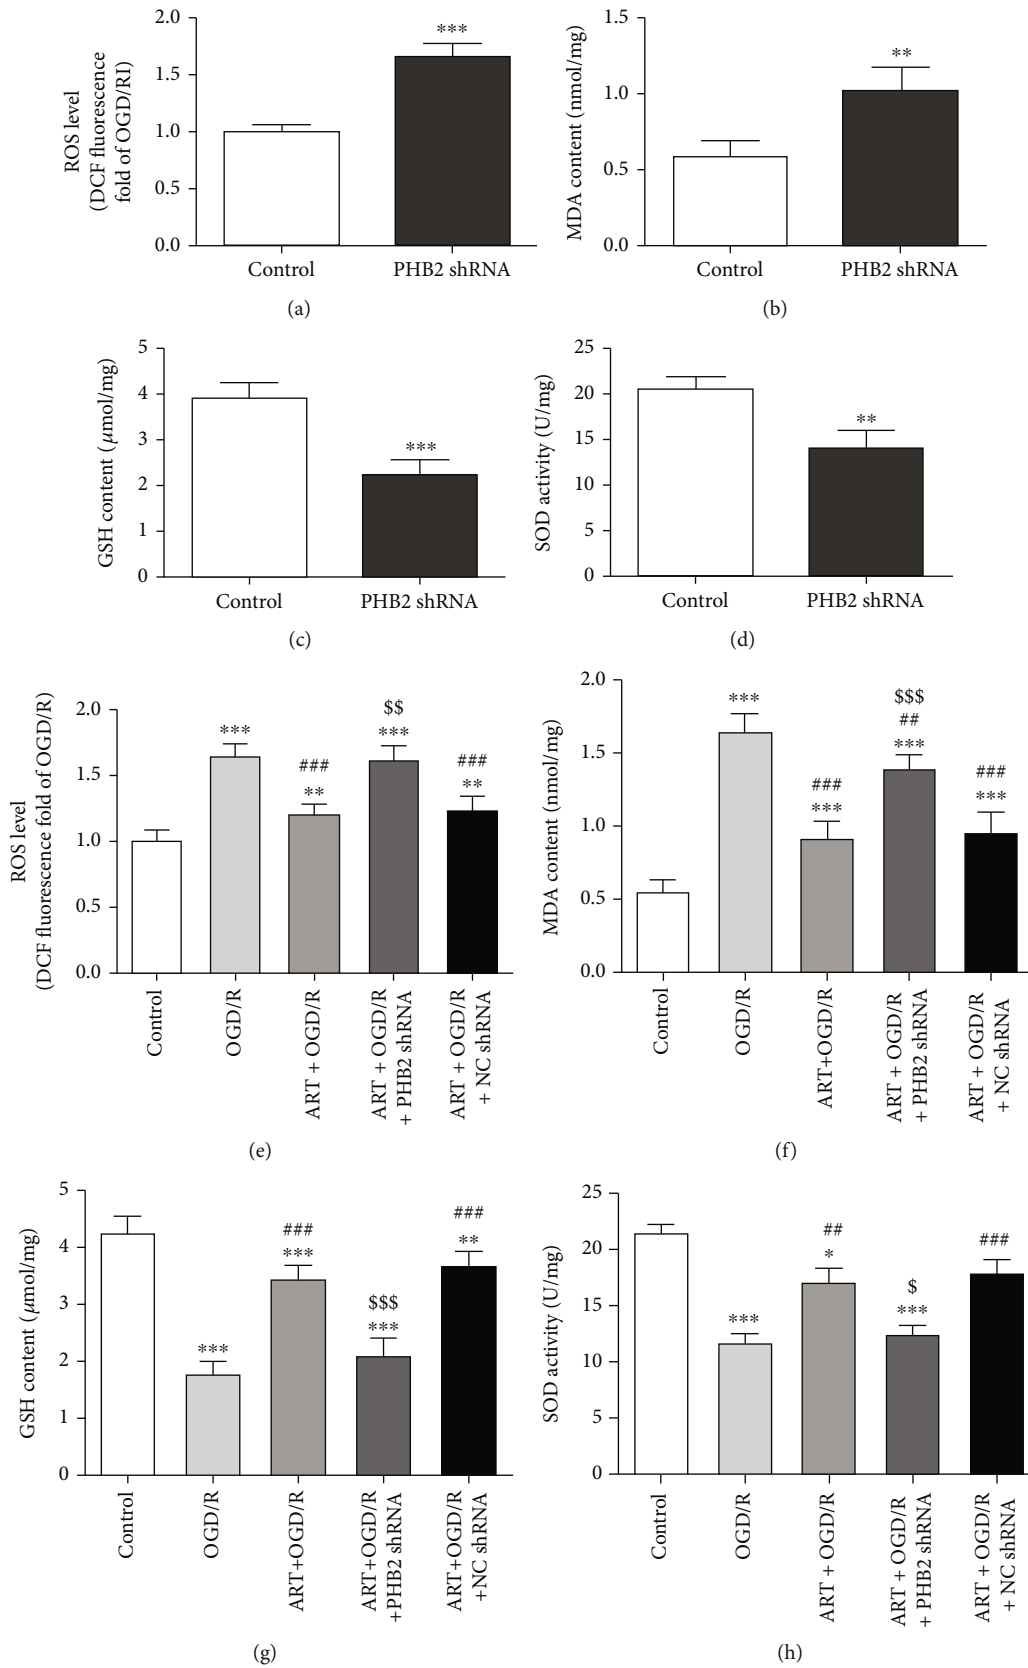 ROS level
(DCF fluorescence
fold of OGD/RI)
2.0
1.5
1.0
0.5
0.0
***
Control
PHB2 shRNA
(a)
MDA content (nmol/mg)
1.5
1.0
0.5
0.0
**
Control
PHB2 shRNA
(b)
GSH content (μmol/mg)
5
4
3
2
1
0
***
Control
PHB2 shRNA
(c)
SOD activity (U/mg)
25
20
15
10
5
0
**
Control
PHB2 shRNA
(d)
ROS level
(DCF fluorescence fold of OGD/R)
2.0
1.5
1.0
0.5
0.0
***
###
**
$$
***
###
**
Control
OGD/R
ART + OGD/R
ART + OGD/R
+ PHB2 shRNA
ART + OGD/R
+ NC shRNA
(e)
MDA content (nmol/mg)
2.0
1.5
1.0
0.5
0.0
***
###
***
$$$
##
***
###
***
Control
OGD/R
ART+OGD/R
ART + OGD/R
+ PHB2 shRNA
ART + OGD/R
+ NC shRNA
(f)
GSH content (μmol/mg)
5
4
3
2
1
0
***
###
***
$$$
***
###
**
Control
OGD/R
ART+OGD/R
ART+OGD/R
+PHB2 shRNA
ART+OGD/R
+NC shRNA
(g)
SOD activity (U/mg)
25
20
15
10
5
0
***
##
*
$
***
###
Control
OGD/R
ART + OGD/R
ART + OGD/R
+ PHB2 shRNA
ART + OGD/R
+ NC shRNA
(h)